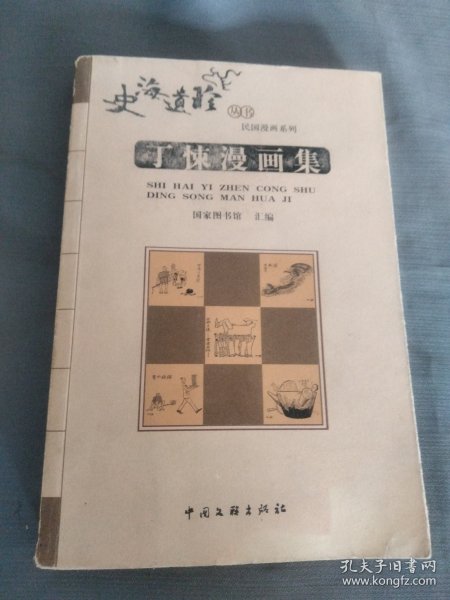 史海遗珍
丛书
民国漫画系列
丁悚漫画集
SHI HAI YI ZHEN CONG SHU
DING SONG MAN HUA JI
国家图书馆 汇编
中国文联出版社
孔夫子旧书网
www.kongfz.com